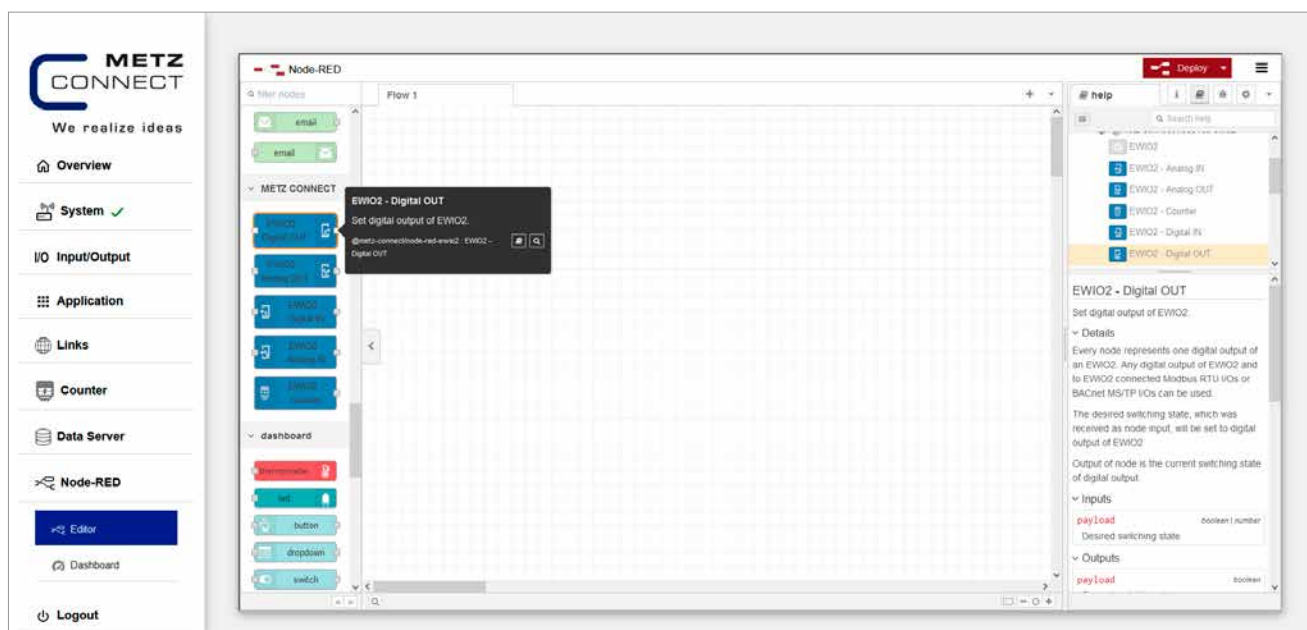 METZ
CONNECT
We realize ideas
Overview
System
I/O Input/Output
Application
Links
Counter
Data Server
Node-RED
Editor
Dashboard
Logout
Node-RED
Deploy
filter nodes
email
email
METZ CONNECT
EWIO2
Digital OUT
EWIO2
Analog OUT
EWIO2
Digital IN
EWIO2
Analog IN
EWIO2
Counter
dashboard
led
button
dropdown
switch
Flow 1
EWIO2 - Digital OUT
Set digital output of EWIO2.
@metz-connect/node-red-ewio2 : EWIO2 -
Digital OUT
help
i
Search help
EWIO2
EWIO2 - Analog IN
EWIO2 - Analog OUT
EWIO2 - Counter
EWIO2 - Digital IN
EWIO2 - Digital OUT
EWIO2 - Digital OUT
Set digital output of EWIO2.
Details
Every node represents one digital output of
an EWIO2. Any digital output of EWIO2 and
to EWIO2 connected Modbus RTU I/Os or
BACnet MS/TP I/Os can be used.
The desired switching state, which was
received as node input, will be set to digital
output of EWIO2
Output of node is the current switching state
of digital output.
Inputs
payload boolean | number
Desired switching state
Outputs
payload boolean